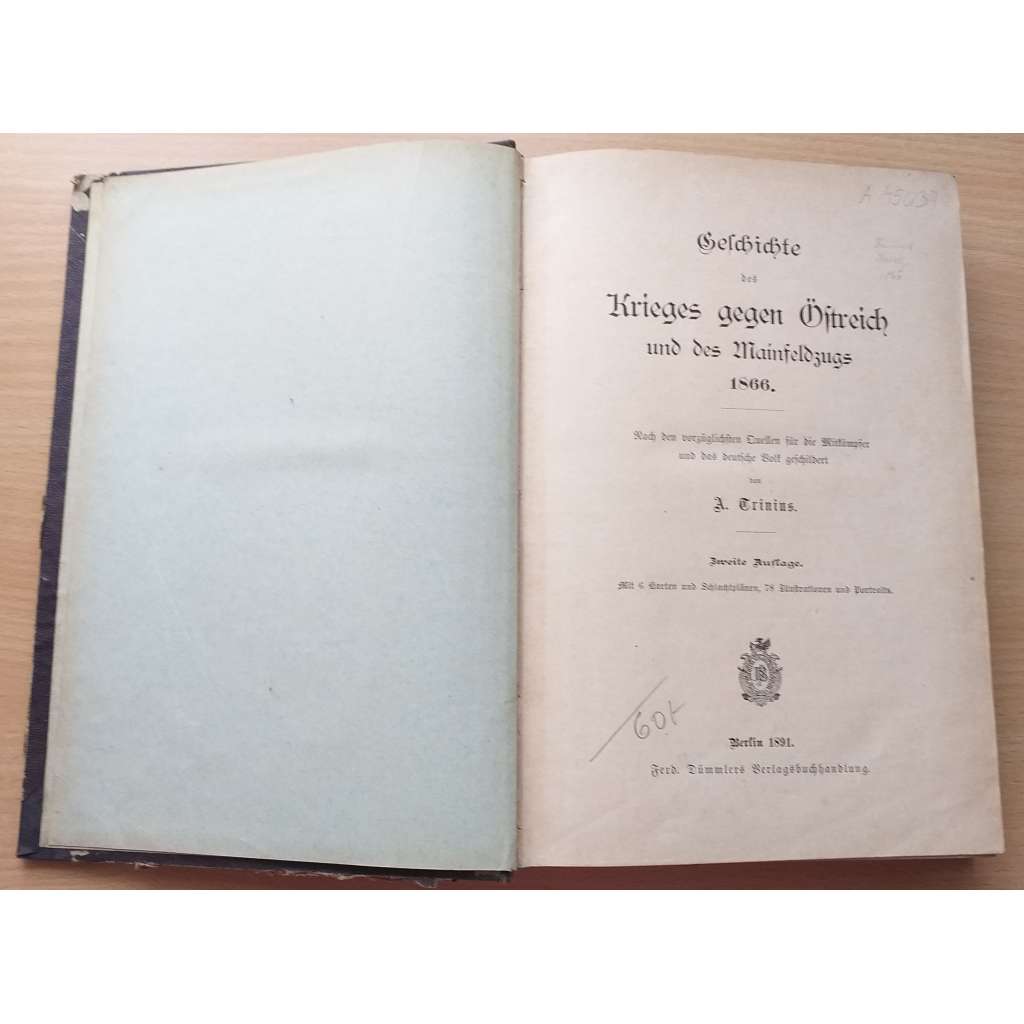 A 45039
Geſchichte
des
Krieges gegen Öſtreich
und des Mainfeldzugs
1866.
Nach den vorzüglichſten Quellen für die Mitkämpfer
und das deutſche Volk geſchildert
von
A. Trinius.
Zweite Auflage.
Mit 6 Karten und Schlachtplänen, 78 Illuſtrationen und Portraits.
Berlin 1891.
Ferd. Dümmlers Verlagsbuchhandlung.